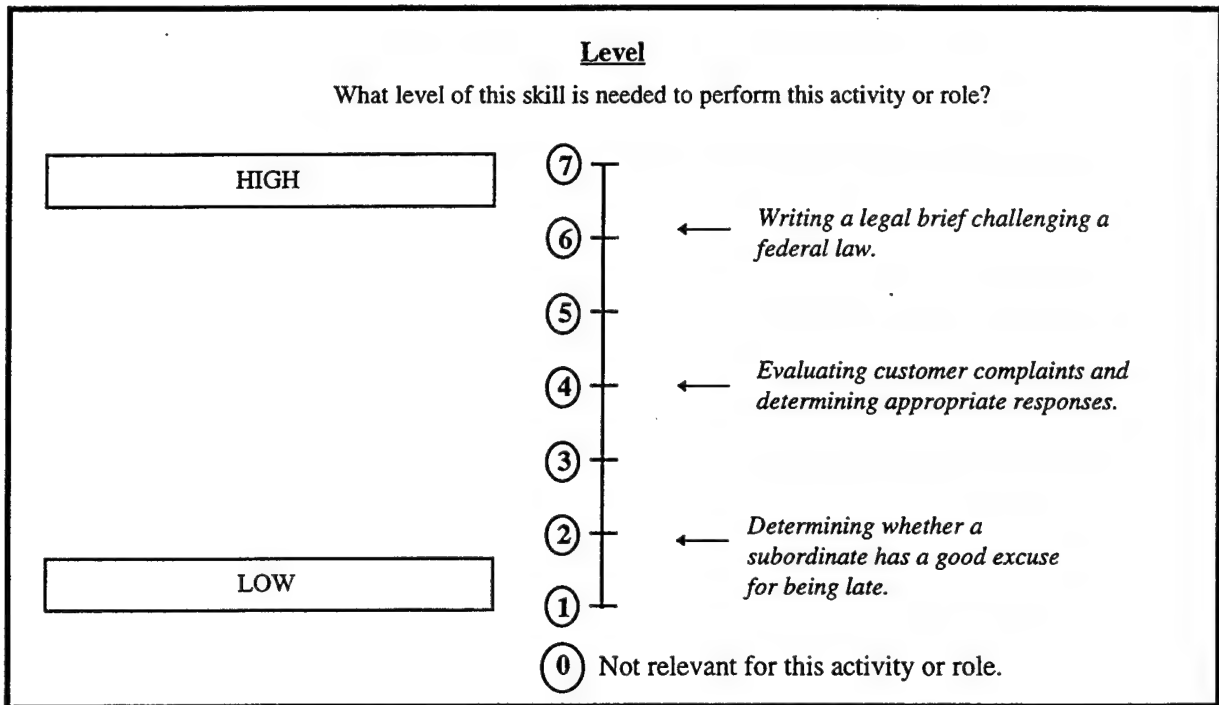 Level
What level of this skill is needed to perform this activity or role?
HIGH
7
6
Writing a legal brief challenging a
federal law.
5
4
Evaluating customer complaints and
determining appropriate responses.
3
2
Determining whether a
subordinate has a good excuse
for being late.
LOW
1
0 Not relevant for this activity or role.